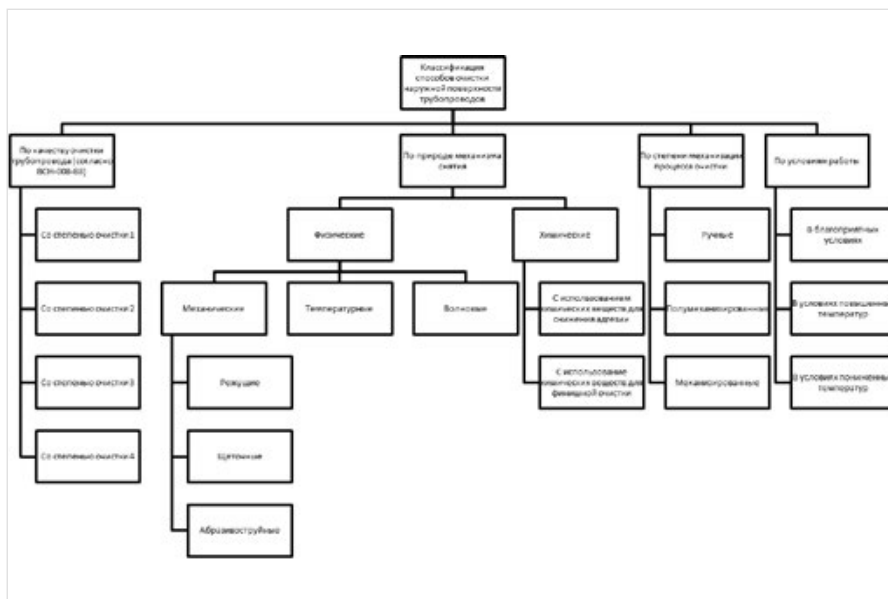 Классификация
способов очистки
наружной поверхности
трубопроводов
По качеству очистки
трубопровода (согласно
ВСН-008-88)
По природе механизма
снятия
По степени механизации
процесса очистки
По условиям работы
Со степенью очистки 1
Физические
Химические
Ручные
В благоприятных
условиях
Со степенью очистки 2
Механические
Температурные
Волновые
С использованием
химических веществ для
снижения адгезии
Полумеханизированные
В условиях повышенных
температур
Со степенью очистки 3
Режущие
С использование
химических веществ для
финишной очистки
Механизированные
В условиях пониженных
температур
Со степенью очистки 4
Щеточные
Абразивоструйные